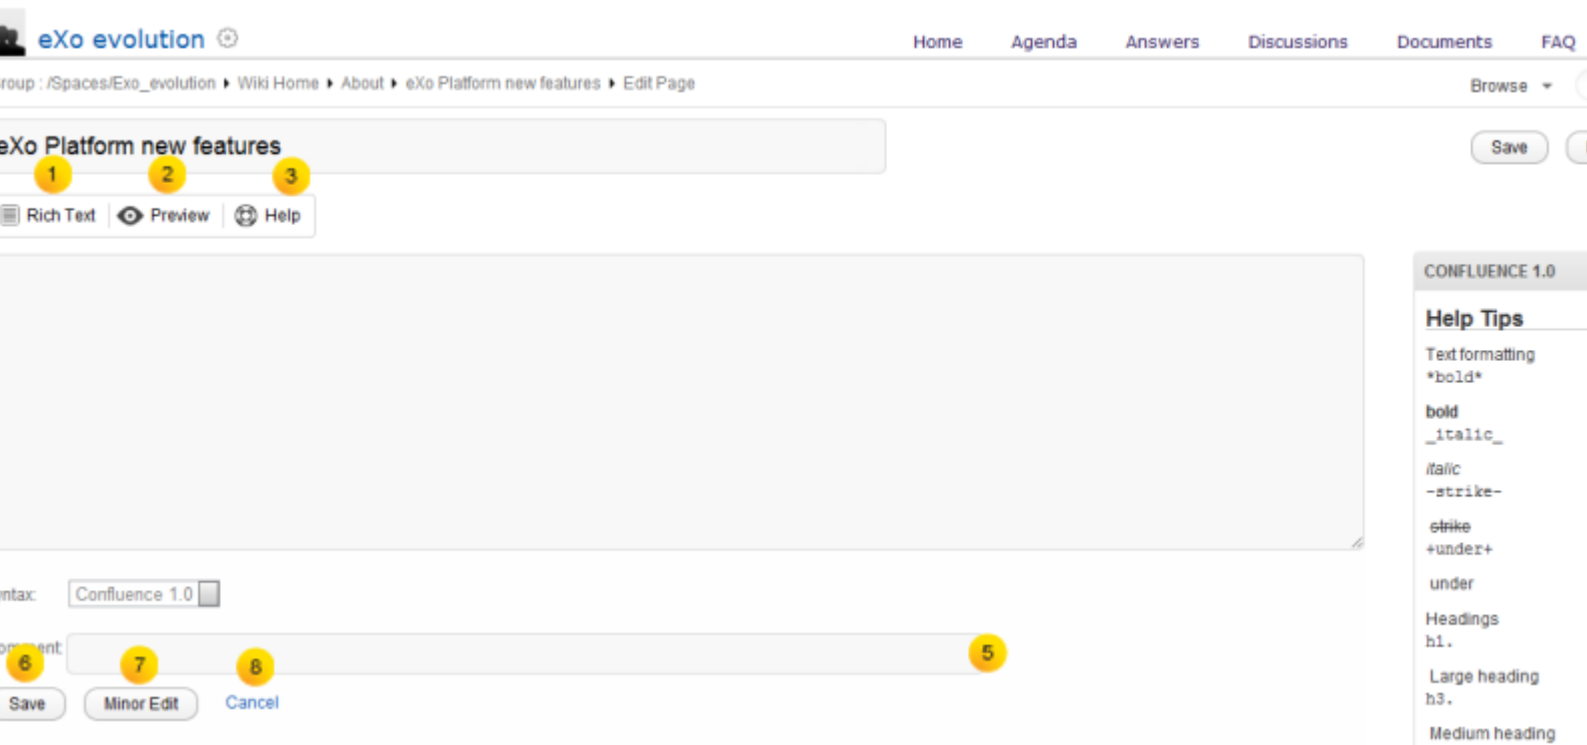 eXo evolution
Home Agenda Answers Discussions Documents FAQ
roup : /Spaces/Exo_evolution Wiki Home About eXo Platform new features Edit Page
Browse
eXo Platform new features
Save
1 2 3
Rich Text Preview Help
CONFLUENCE 1.0
Help Tips
Text formatting
*bold*
bold
_italic_
italic
-strike-
strike
+under+
under
Headings
h1.
Large heading
h3.
Medium heading
ntax: Confluence 1.0
5
6 7 8
Save Minor Edit Cancel